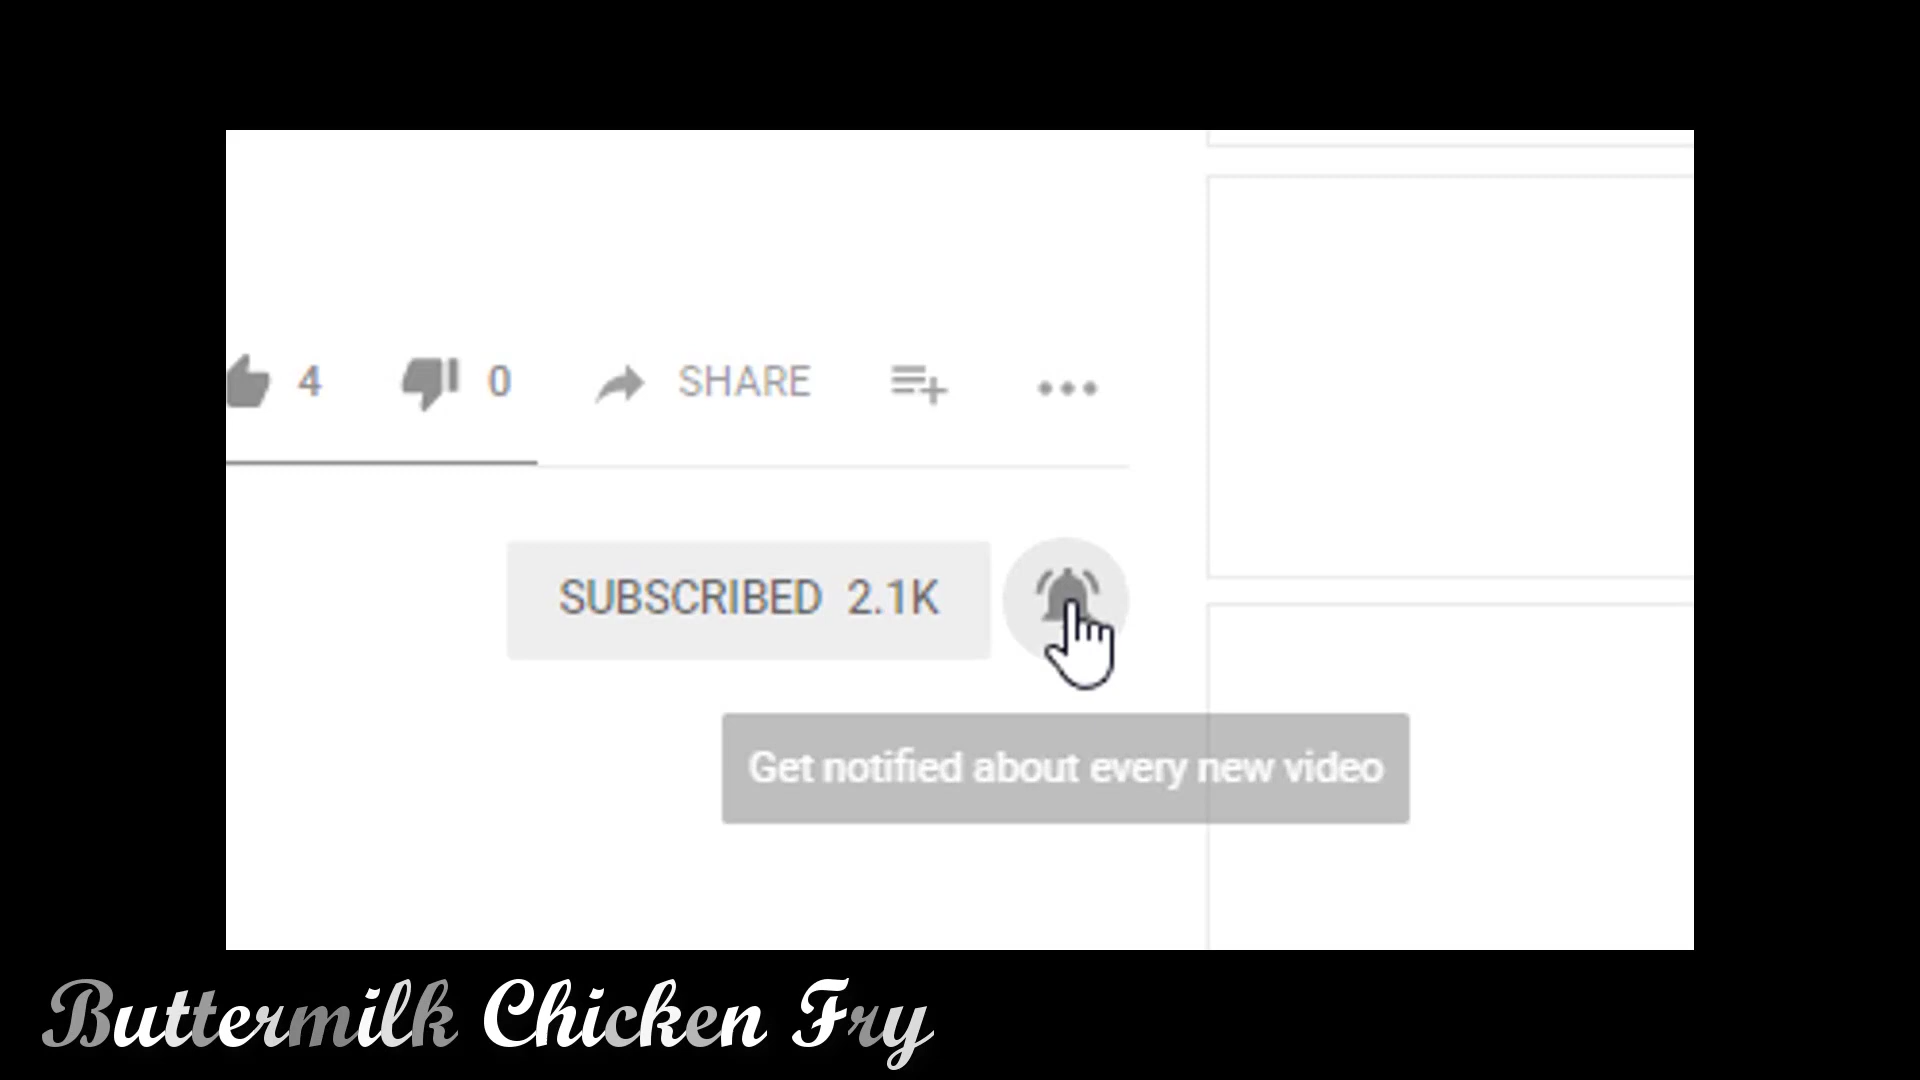 4 0 SHARE
SUBSCRIBED 2.1K
Get notified about every new video
Buttermilk Chicken Fry